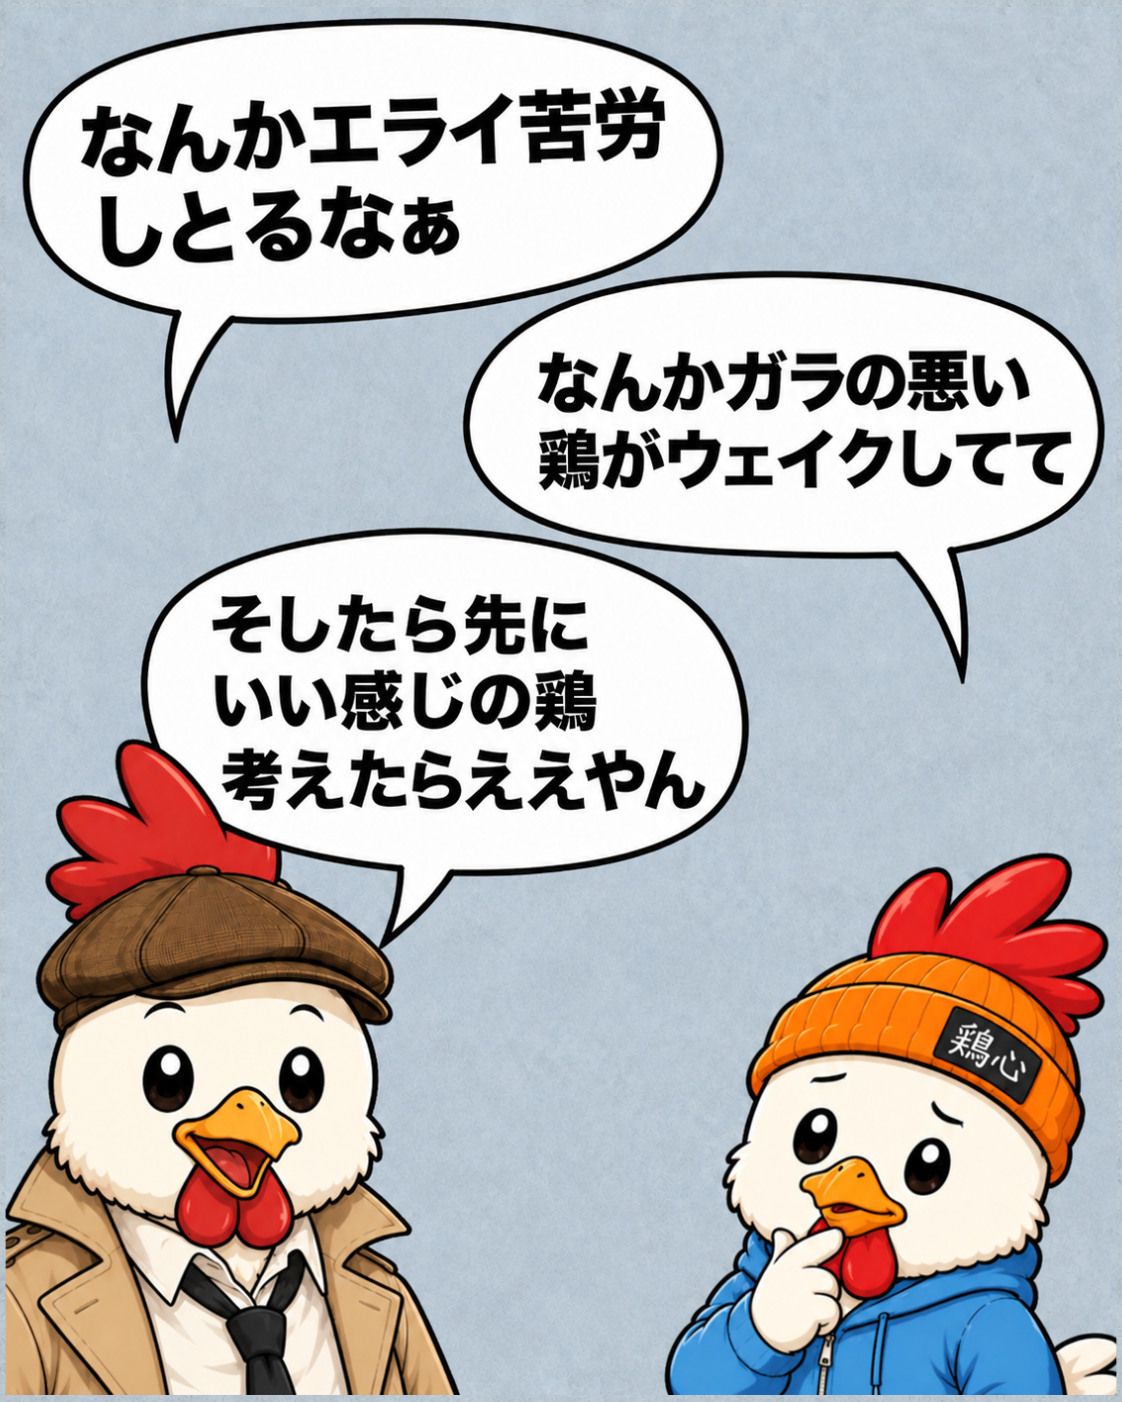 なんかエライ苦労
しとるなぁ
なんかガラの悪い
鶏がウェイクしてて
そしたら先に
いい感じの鶏
考えたらええやん
鶏心